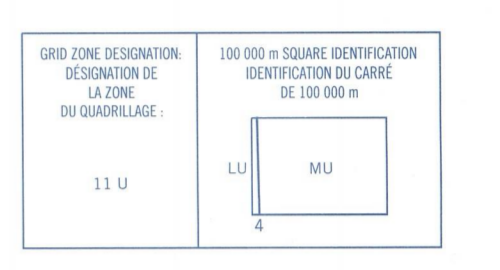 GRID ZONE DESIGNATION:
DÉSIGNATION DE
LA ZONE
DU QUADRILLAGE :
11 U
100 000 m SQUARE IDENTIFICATION
IDENTIFICATION DU CARRÉ
DE 100 000 m
LU
MU
4